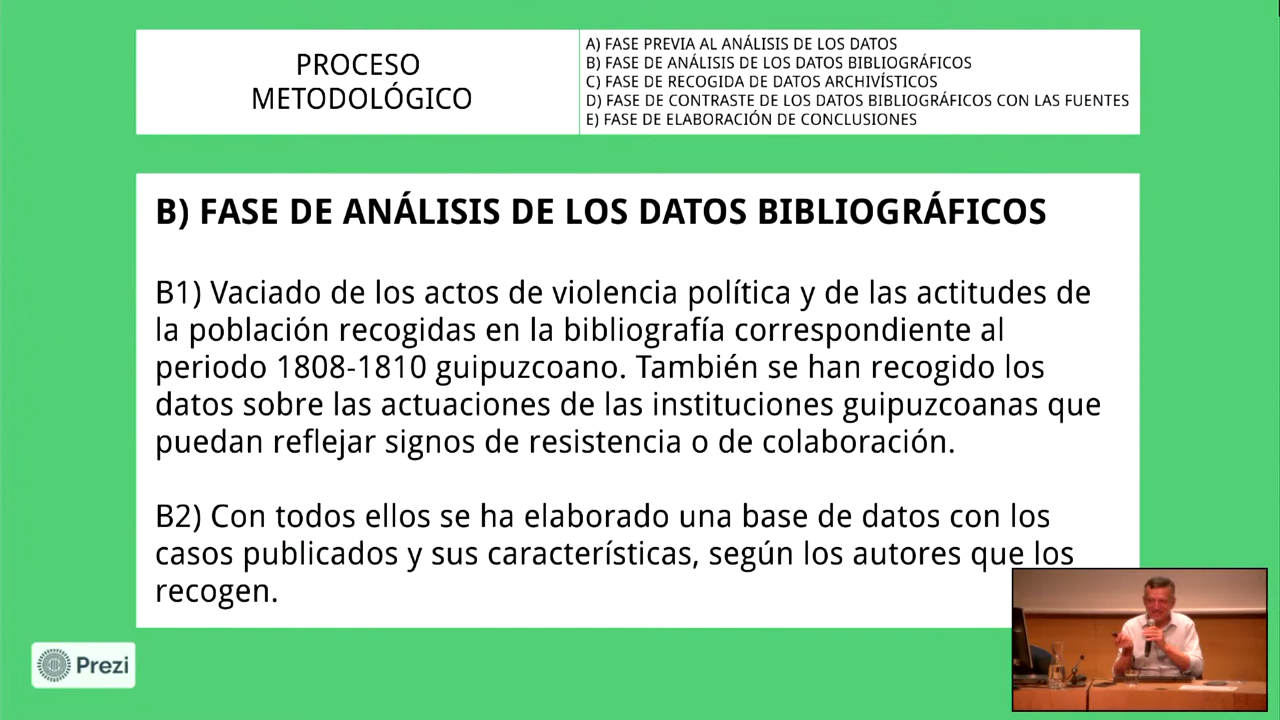 PROCESO
METODOLÓGICO
A) FASE PREVIA AL ANÁLISIS DE LOS DATOS
B) FASE DE ANÁLISIS DE LOS DATOS BIBLIOGRÁFICOS
C) FASE DE RECOGIDA DE DATOS ARCHIVÍSTICOS
D) FASE DE CONTRASTE DE LOS DATOS BIBLIOGRÁFICOS CON LAS FUENTES
E) FASE DE ELABORACIÓN DE CONCLUSIONES
B) FASE DE ANÁLISIS DE LOS DATOS BIBLIOGRÁFICOS
B1) Vaciado de los actos de violencia política y de las actitudes de
la población recogidas en la bibliografía correspondiente al
periodo 1808-1810 guipuzcoano. También se han recogido los
datos sobre las actuaciones de las instituciones guipuzcoanas que
puedan reflejar signos de resistencia o de colaboración.
B2) Con todos ellos se ha elaborado una base de datos con los
casos publicados y sus características, según los autores que los
recogen.
Prezi